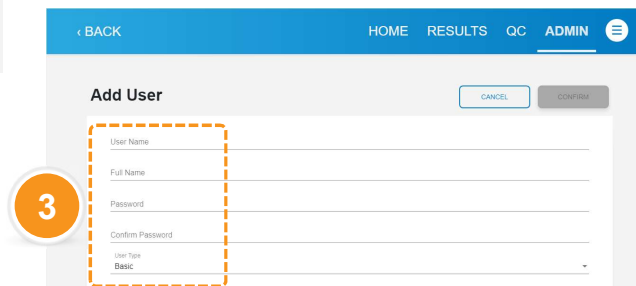 ‹ BACK HOME RESULTS QC ADMIN
Add User CANCEL CONFIRM
User Name
Full Name
Password
3
Confirm Password
User Type
Basic